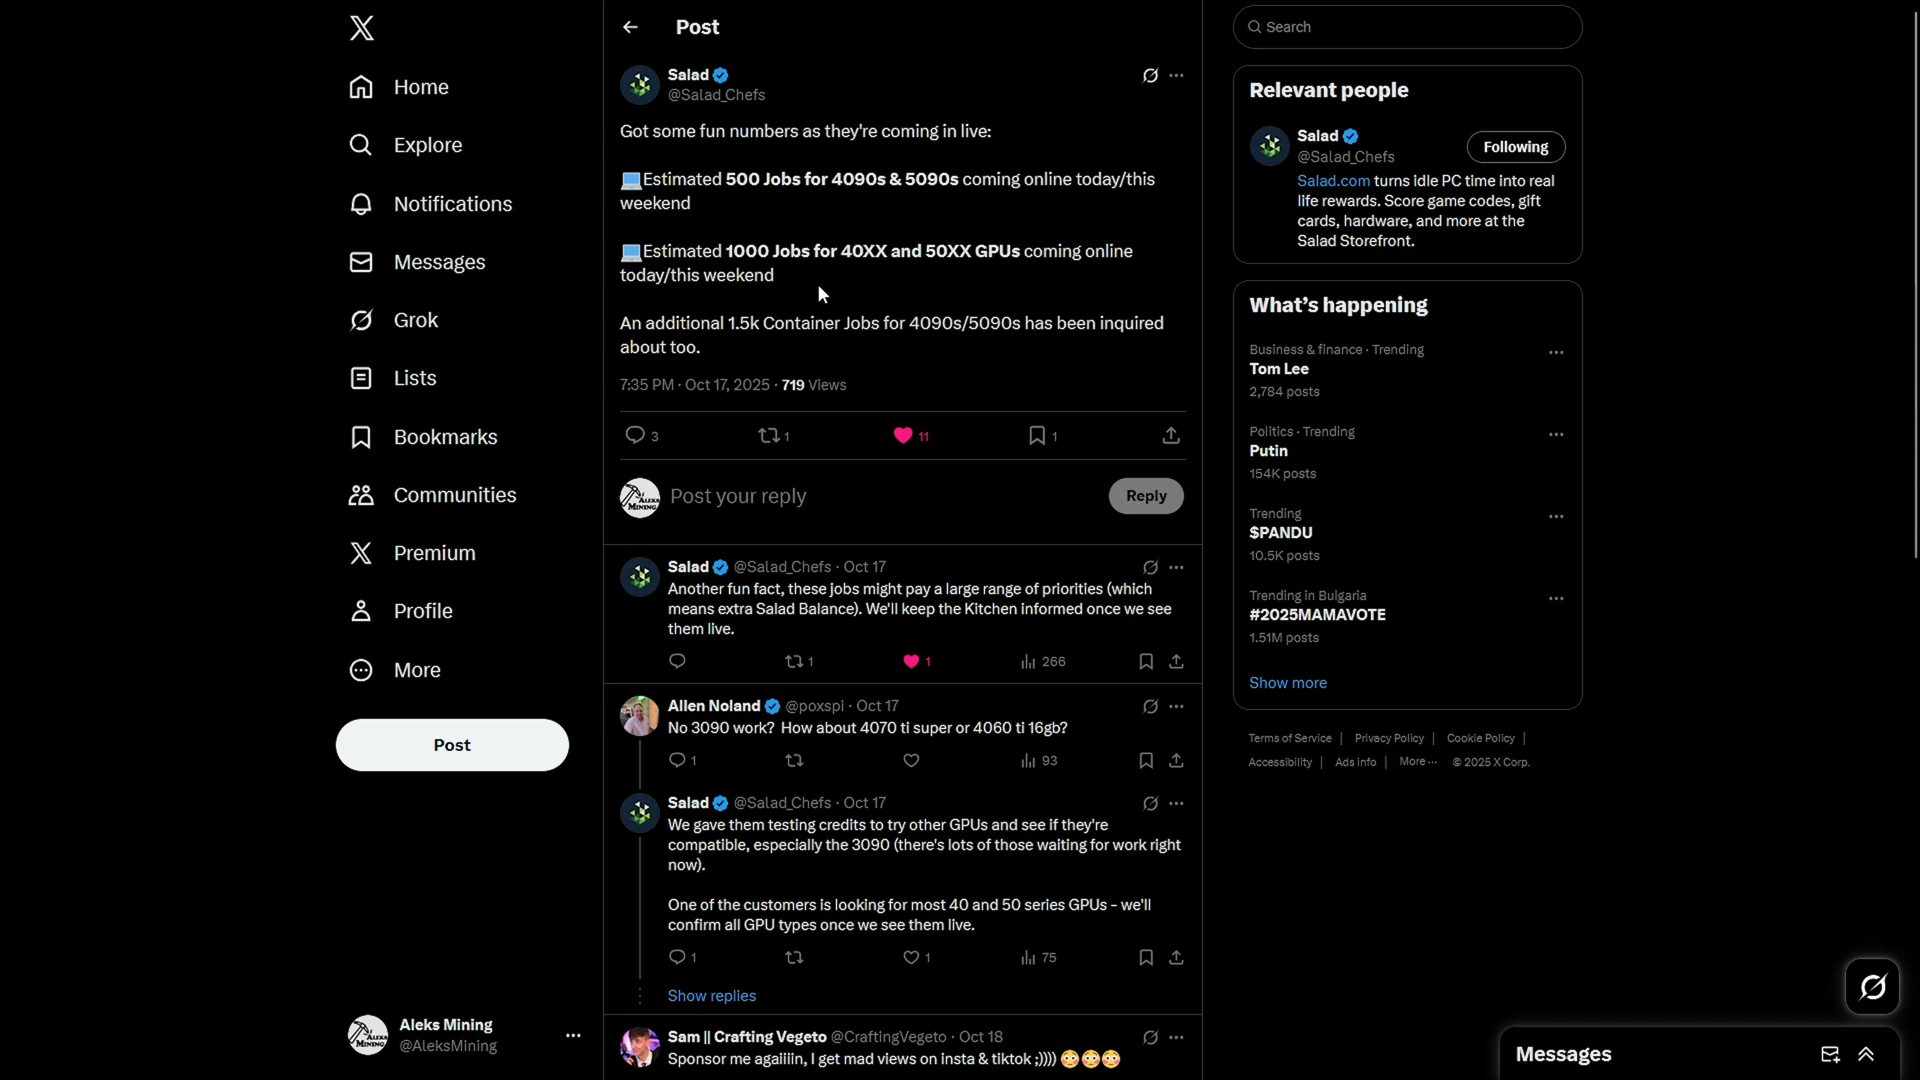 Home
Explore
Notifications
Messages
Grok
Lists
Bookmarks
Communities
Premium
Profile
More
Post
Aleks Mining
@AleksMining
Post
Salad
@Salad_Chefs
Got some fun numbers as they're coming in live:
Estimated 500 Jobs for 4090s & 5090s coming online today/this
weekend
Estimated 1000 Jobs for 40XX and 50XX GPUs coming online
today/this weekend
An additional 1.5k Container Jobs for 4090s/5090s has been inquired
about too.
7:35 PM · Oct 17, 2025 · 719 Views
3 1 11 1
Post your reply
Reply
Salad @Salad_Chefs · Oct 17
Another fun fact, these jobs might pay a large range of priorities (which
means extra Salad Balance). We'll keep the Kitchen informed once we see
them live.
1 1 266
Allen Noland @poxspi · Oct 17
No 3090 work? How about 4070 ti super or 4060 ti 16gb?
1 93
Salad @Salad_Chefs · Oct 17
We gave them testing credits to try other GPUs and see if they're
compatible, especially the 3090 (there's lots of those waiting for work right
now).
One of the customers is looking for most 40 and 50 series GPUs - we'll
confirm all GPU types once we see them live.
1 1 75
Show replies
Sam || Crafting Vegeto @CraftingVegeto · Oct 18
Sponsor me agaiiiin, I get mad views on insta & tiktok ;)))) 😳😳😳
Search
Relevant people
Salad
@Salad_Chefs
Following
Salad.com turns idle PC time into real
life rewards. Score game codes, gift
cards, hardware, and more at the
Salad Storefront.
What's happening
Business & finance · Trending
Tom Lee
2,784 posts
Politics · Trending
Putin
154K posts
Trending
$PANDU
10.5K posts
Trending in Bulgaria
#2025MAMAVOTE
1.51M posts
Show more
Terms of Service | Privacy Policy | Cookie Policy |
Accessibility | Ads info | More ··· © 2025 X Corp.
Messages